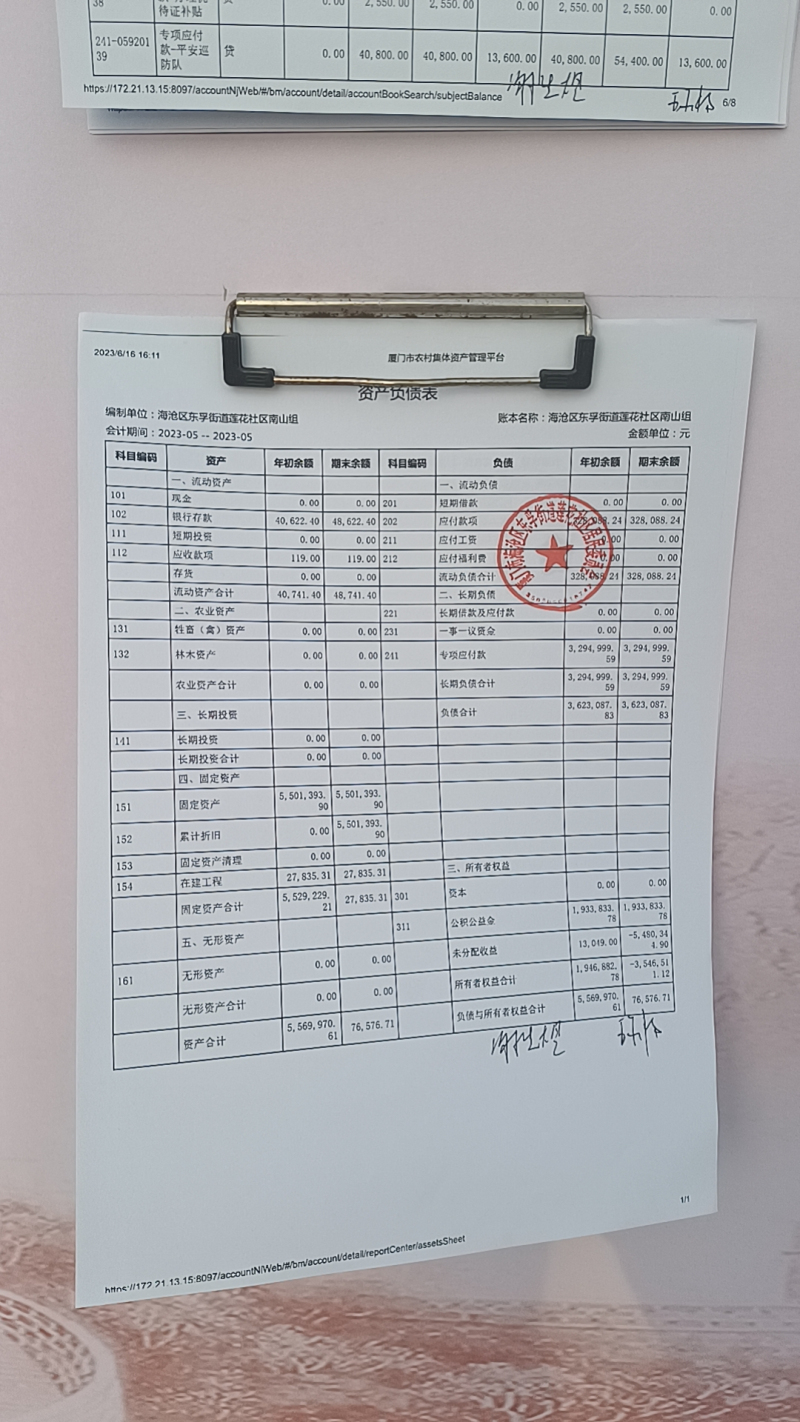 待证补贴 2,550.00 2,550.00 0.00 2,550.00 2,550.00 0.00
241-05920139 专项应付款-平安巡防队 贷 0.00 40,800.00 40,800.00 13,600.00 40,800.00 54,400.00 13,600.00
https://172.21.13.15:8097/accountNjWeb/#/bm/account/detail/accountBookSearch/subjectBalance 6/8
2023/6/16 16:11 厦门市农村集体资产管理平台
资产负债表
编制单位：海沧区东孚街道莲花社区南山组 账本名称：海沧区东孚街道莲花社区南山组
会计期间：2023-05 -- 2023-05 金额单位：元
科目编码 资产 年初余额 期末余额 科目编码 负债 年初余额 期末余额
一、流动资产 一、流动负债
101 现金 0.00 0.00 201 短期借款 0.00 0.00
102 银行存款 40,622.40 48,622.40 202 应付款项 328,088.24 328,088.24
111 短期投资 0.00 0.00 211 应付工资 0.00 0.00
112 应收款项 119.00 119.00 212 应付福利费 0.00 0.00
存货 0.00 0.00 流动负债合计 328,088.24 328,088.24
流动资产合计 40,741.40 48,741.40 二、长期负债
二、农业资产 221 长期借款及应付款 0.00 0.00
131 牲畜（禽）资产 0.00 0.00 231 一事一议资金 0.00 0.00
132 林木资产 0.00 0.00 241 专项应付款 3,294,999.59 3,294,999.59
农业资产合计 0.00 0.00 长期负债合计 3,294,999.59 3,294,999.59
三、长期投资 负债合计 3,623,087.83 3,623,087.83
141 长期投资 0.00 0.00
长期投资合计 0.00 0.00
四、固定资产
151 固定资产 5,501,393.90 5,501,393.90
152 累计折旧 0.00 5,501,393.90
153 固定资产清理 0.00 0.00
154 在建工程 27,835.31 27,835.31 三、所有者权益
固定资产合计 5,529,229.21 27,835.31 301 资本 0.00 0.00
五、无形资产 311 公积公益金 1,933,833.78 1,933,833.78
161 无形资产 0.00 0.00 未分配收益 13,049.00 -5,480,344.90
无形资产合计 0.00 0.00 所有者权益合计 1,946,882.78 -3,546,511.12
资产合计 5,569,970.61 76,576.71 负债与所有者权益合计 5,569,970.61 76,576.71
1/1
https://172.21.13.15:8097/accountNjWeb/#/bm/account/detail/reportCenter/assetsSheet